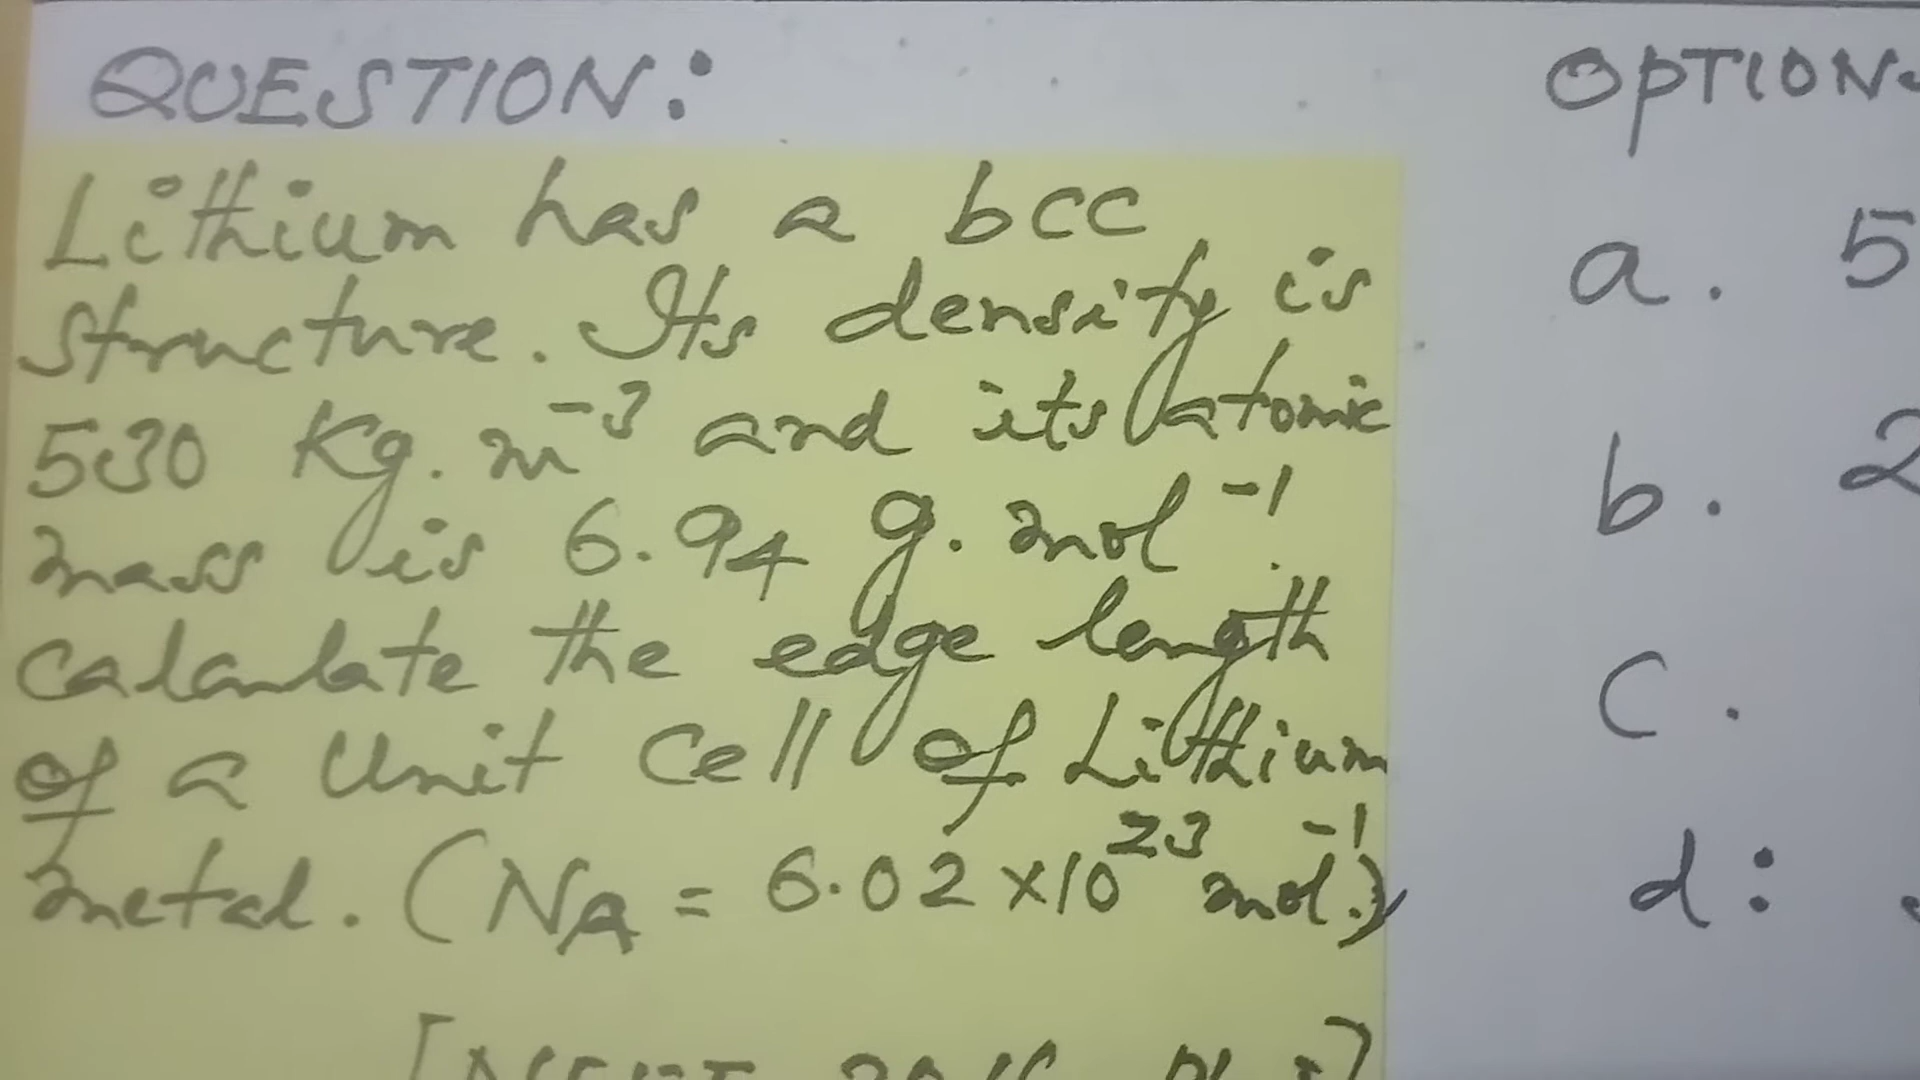 QUESTION:
Lithium has a bcc
structure. Its density is
530 Kg. m⁻³ and its atomic
mass is 6.94 g. mol⁻¹.
Calculate the edge length
of a Unit Cell of Lithium
metal. (NA = 6.02 ×10²³ mol⁻¹.)
OPTION
a. 5
b. 2
c.
d: